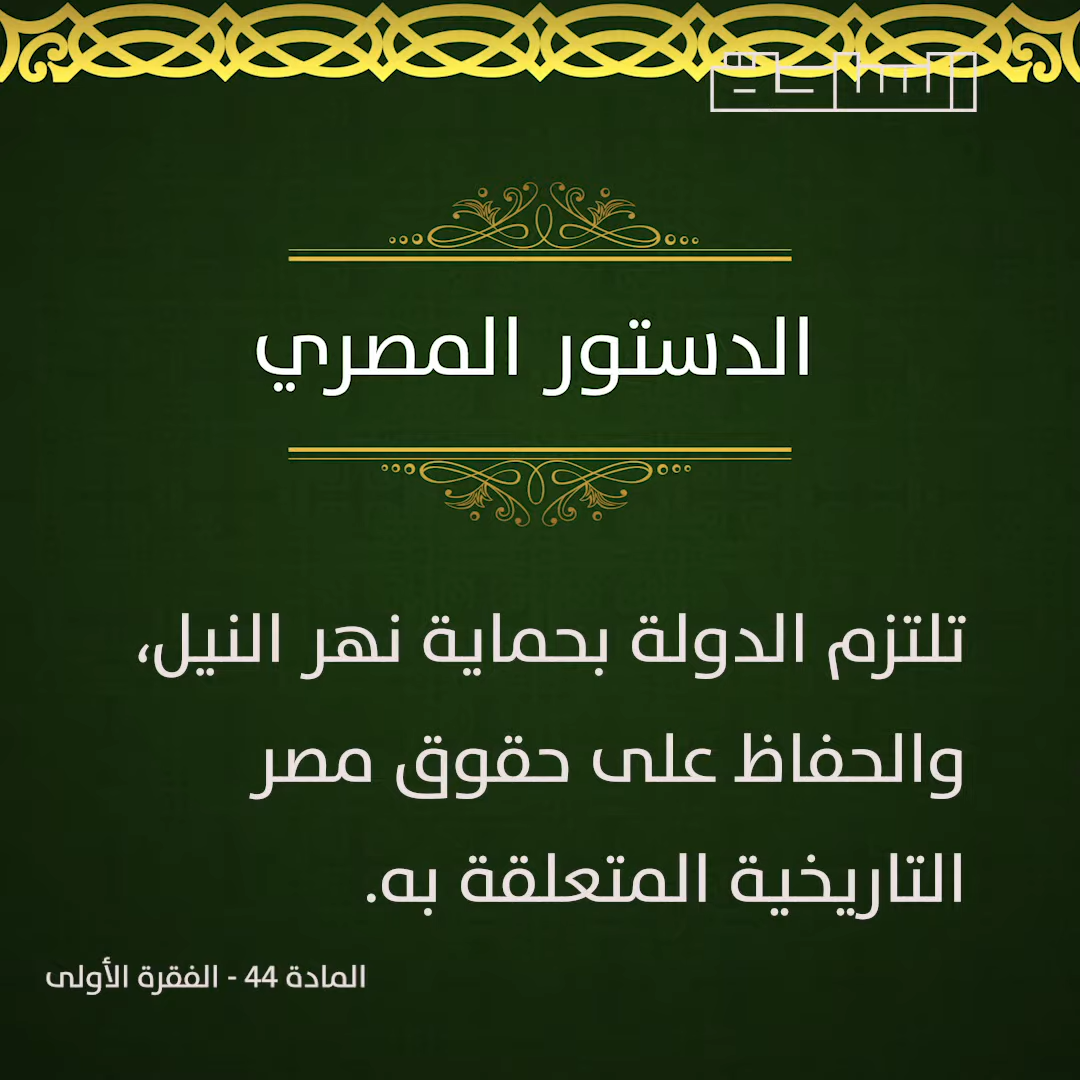 الدستور المصري
تلتزم الدولة بحماية نهر النيل،
والحفاظ على حقوق مصر
التاريخية المتعلقة به.
المادة 44 - الفقرة الأولى